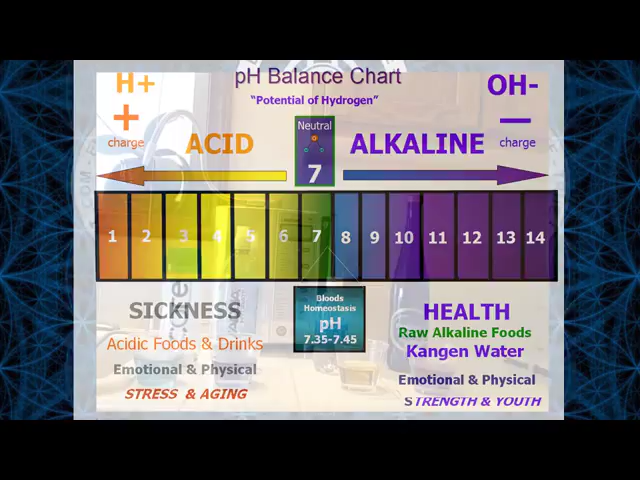 pH Balance Chart
"Potential of Hydrogen"
H+
+
charge
ACID
Neutral
7
ALKALINE
OH-
—
charge
1 2 3 4 5 6 7 8 9 10 11 12 13 14
SICKNESS
Acidic Foods & Drinks
Emotional & Physical
STRESS & AGING
Bloods
Homeostasis
pH
7.35-7.45
HEALTH
Raw Alkaline Foods
Kangen Water
Emotional & Physical
STRENGTH & YOUTH